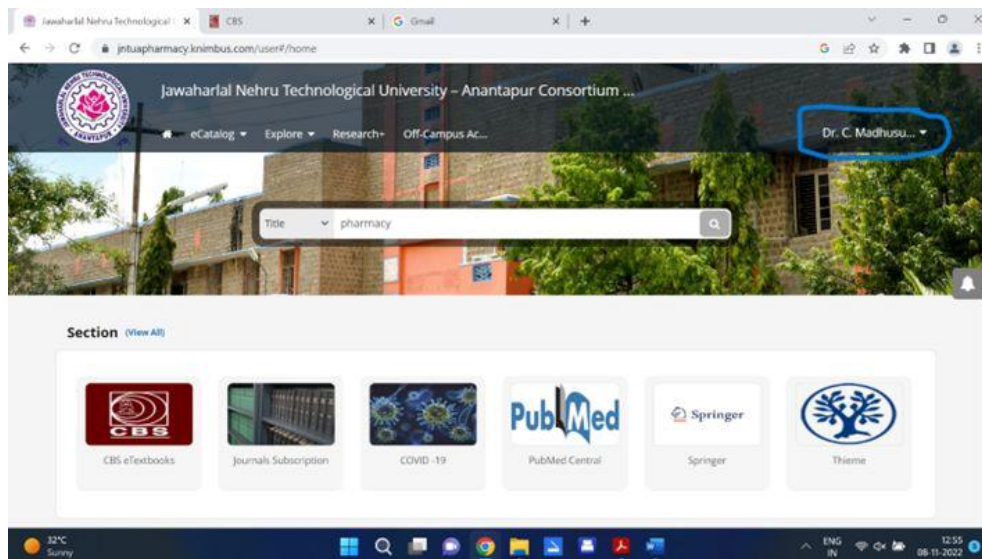 Jawaharlal Nehru Technological
CBS
Gmail
jntuapharmacy.knimbus.com/user#/home
Jawaharlal Nehru Technological University – Anantapur Consortium ...
eCatalog
Explore
Research+
Off-Campus Ac...
Dr. C. Madhusu...
Title
pharmacy
Section (View All)
CBS
PubMed
Springer
CBS eTextbooks
Journals Subscription
COVID -19
PubMed Central
Springer
Thieme
32°C
Sunny
ENG
IN
12:55
08-11-2022